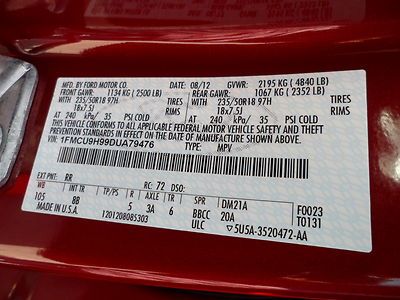 MFD. BY FORD MOTOR CO.
08/12 GVWR: 2195 KG ( 4840 LB)
FRONT GAWR: 1134 KG ( 2500 LB) REAR GAWR: 1067 KG ( 2352 LB)
WITH 235/50R18 97H TIRES WITH 235/50R18 97H TIRES
18x7.5J RIMS 18x7.5J RIMS
AT 240 kPa/ 35 PSI COLD AT 240 kPa/ 35 PSI COLD
THIS VEHICLE CONFORMS TO ALL APPLICABLE FEDERAL MOTOR VEHICLE
SAFETY, BUMPER, AND THEFT PREVENTION STANDARDS IN EFFECT ON THE DATE OF
MANUFACTURE SHOWN ABOVE.
VIN: 1FMCU9H99DUA79476
TYPE: MPV
EXT PNT: RR RC: 72 DSO:
WB INT TR TP/PS R AXLE TR SPR
105 8B 5 3A 6 DM21A F0023
MADE IN U.S.A. BBCC 20A T0131
1201208085303 ULC 5U5A-3520472-AA